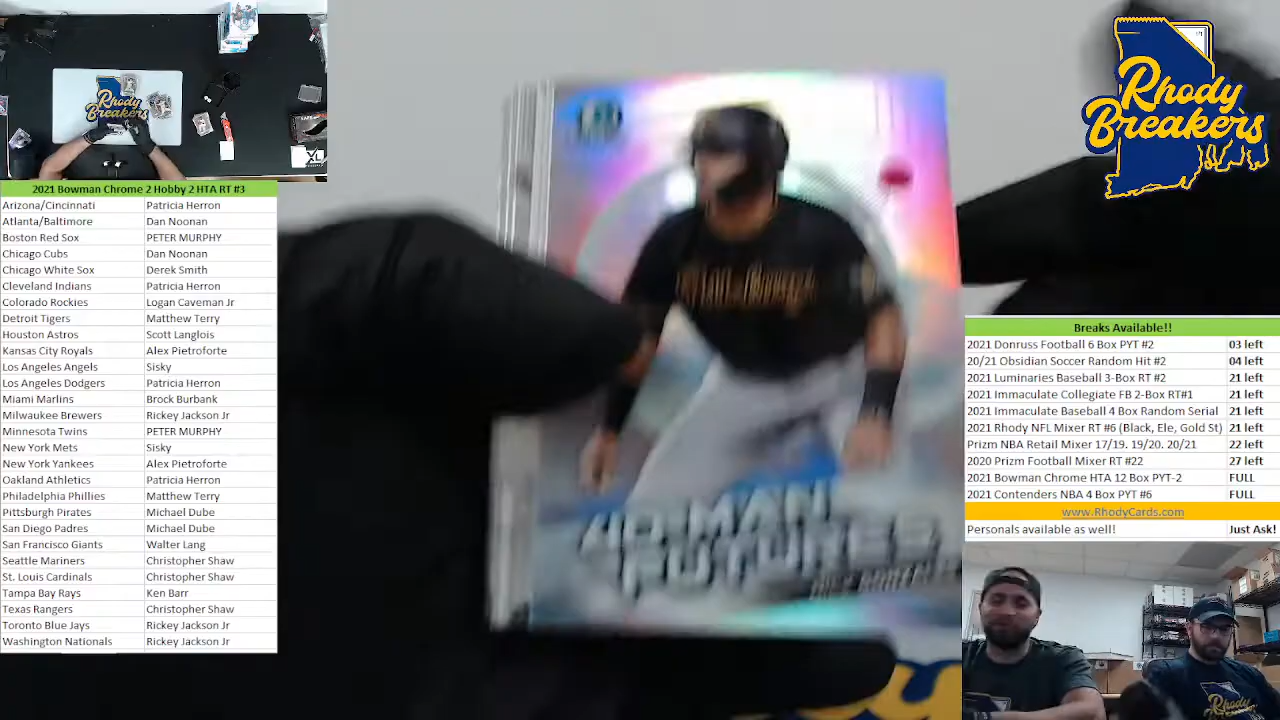 Rhody
Breakers
2021 Bowman Chrome 2 Hobby 2 HTA RT #3
Arizona/Cincinnati Patricia Herron
Atlanta/Baltimore Dan Noonan
Boston Red Sox PETER MURPHY
Chicago Cubs Dan Noonan
Chicago White Sox Derek Smith
Cleveland Indians Patricia Herron
Colorado Rockies Logan Caveman Jr
Detroit Tigers Matthew Terry
Houston Astros Scott Langlois
Kansas City Royals Alex Pietroforte
Los Angeles Angels Sisky
Los Angeles Dodgers Patricia Herron
Miami Marlins Brock Burbank
Milwaukee Brewers Rickey Jackson Jr
Minnesota Twins PETER MURPHY
New York Mets Sisky
New York Yankees Alex Pietroforte
Oakland Athletics Patricia Herron
Philadelphia Phillies Matthew Terry
Pittsburgh Pirates Michael Dube
San Diego Padres Michael Dube
San Francisco Giants Walter Lang
Seattle Mariners Christopher Shaw
St. Louis Cardinals Christopher Shaw
Tampa Bay Rays Ken Barr
Texas Rangers Christopher Shaw
Toronto Blue Jays Rickey Jackson Jr
Washington Nationals Rickey Jackson Jr
FUTURES
Rhody
Breakers
Breaks Available!!
2021 Donruss Football 6 Box PYT #2 03 left
20/21 Obsidian Soccer Random Hit #2 04 left
2021 Luminaries Baseball 3-Box RT #2 21 left
2021 Immaculate Collegiate FB 2-Box RT#1 21 left
2021 Immaculate Baseball 4 Box Random Serial 21 left
2021 Rhody NFL Mixer RT #6 (Black, Ele, Gold St) 21 left
Prizm NBA Retail Mixer 17/19. 19/20. 20/21 22 left
2020 Prizm Football Mixer RT #22 27 left
2021 Bowman Chrome HTA 12 Box PYT-2 FULL
2021 Contenders NBA 4 Box PYT #6 FULL
www.RhodyCards.com
Personals available as well! Just Ask!
Rhody
Breakers